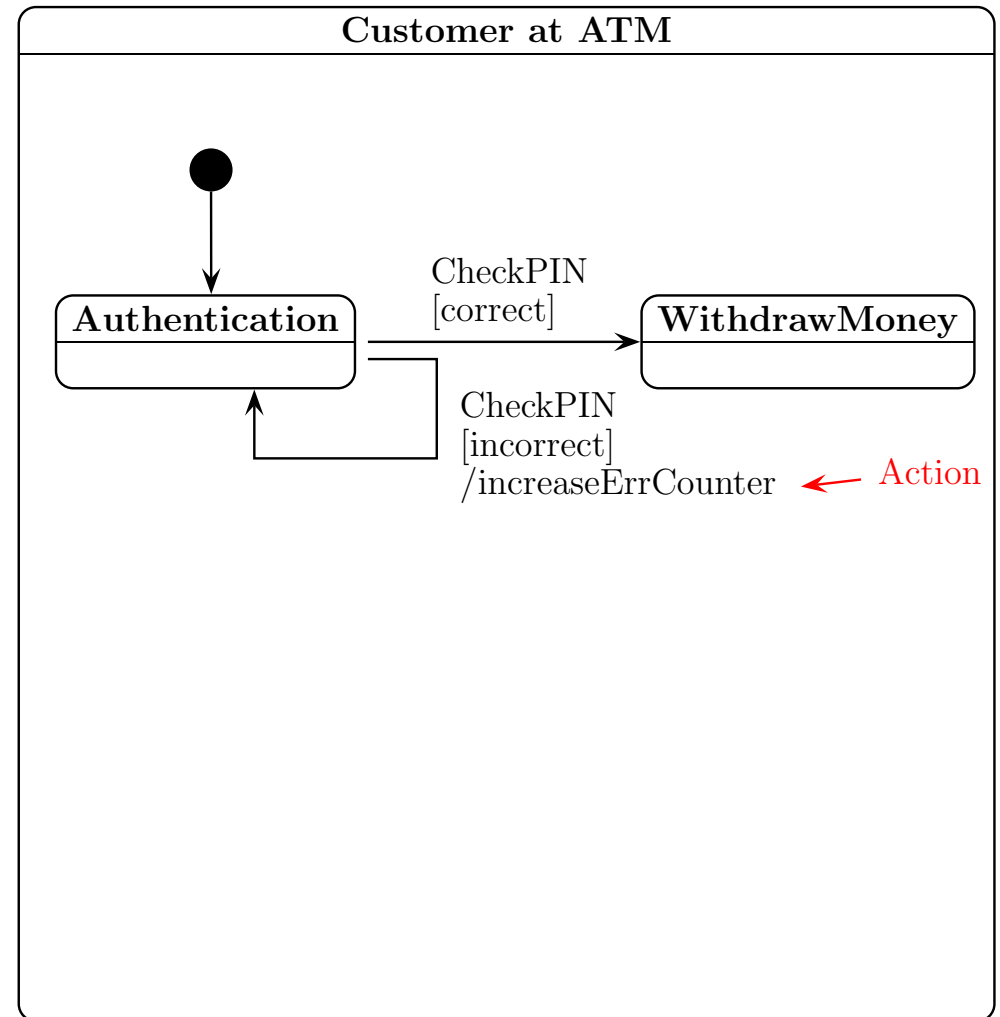 Customer at ATM
CheckPIN
[correct]
Authentication
WithdrawMoney
CheckPIN
[incorrect]
/increaseErrCounter
Action